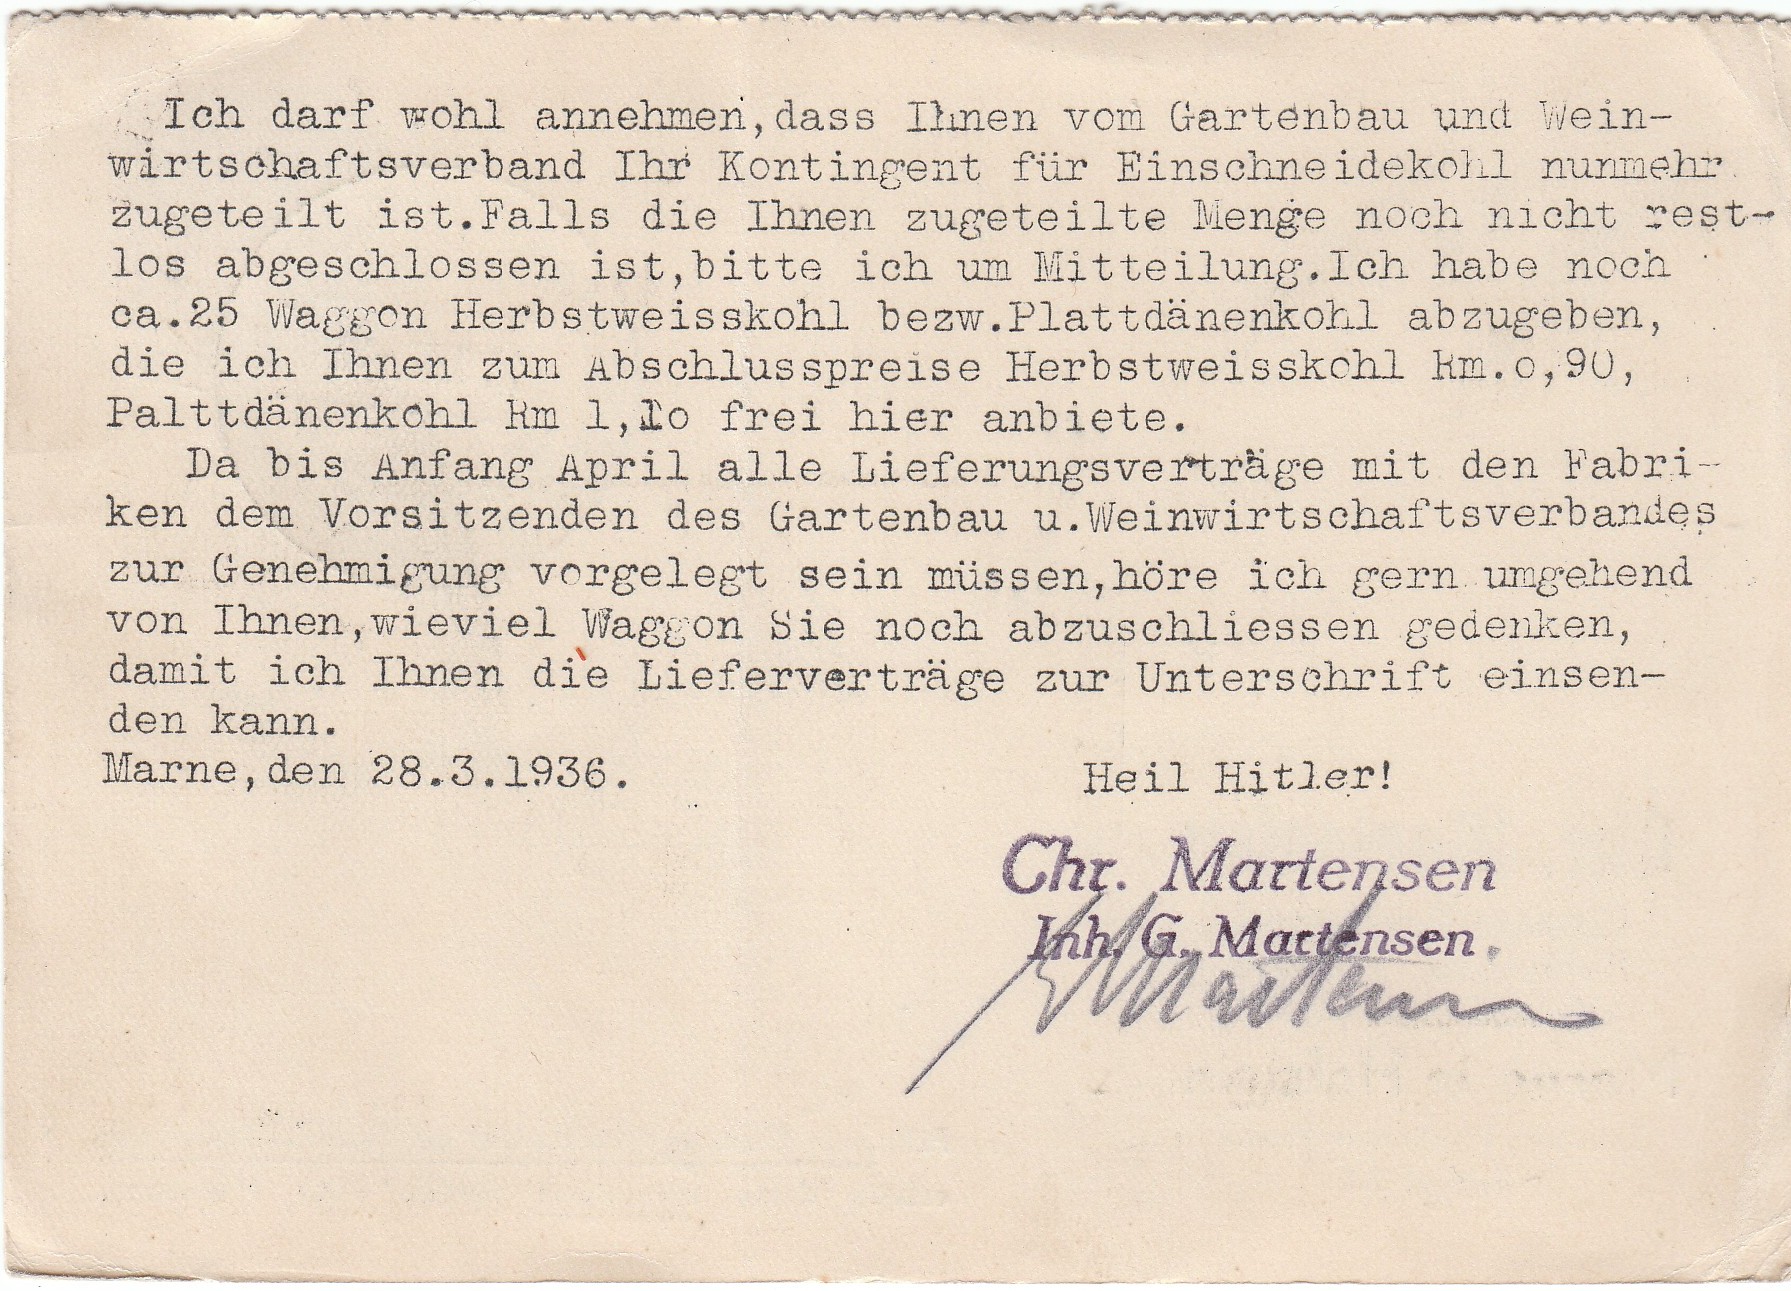 Ich darf wohl annehmen,dass Ihnen vom Gartenbau und Wein-
wirtschaftsverband Ihr Kontingent für Einschneidekohl nunmehr
zugeteilt ist.Falls die Ihnen zugeteilte Menge noch nicht rest-
los abgeschlossen ist,bitte ich um Mitteilung.Ich habe noch
ca.25 Waggon Herbstweisskohl bezw.Plattdänenkohl abzugeben,
die ich Ihnen zum Abschlusspreise Herbstweisskohl Rm.o,90,
Palttdänenkohl Rm 1,1o frei hier anbiete.
Da bis Anfang April alle Lieferungsverträge mit den Fabri-
ken dem Vorsitzenden des Gartenbau u.Weinwirtschaftsverbandes
zur Genehmigung vorgelegt sein müssen,höre ich gern umgehend
von Ihnen,wieviel Waggon Sie noch abzuschliessen gedenken,
damit ich Ihnen die Lieferverträge zur Unterschrift einsen-
den kann.
Marne,den 28.3.1936.
Heil Hitler!
Chr. Martensen
Inh. G. Martensen.
G Martensen